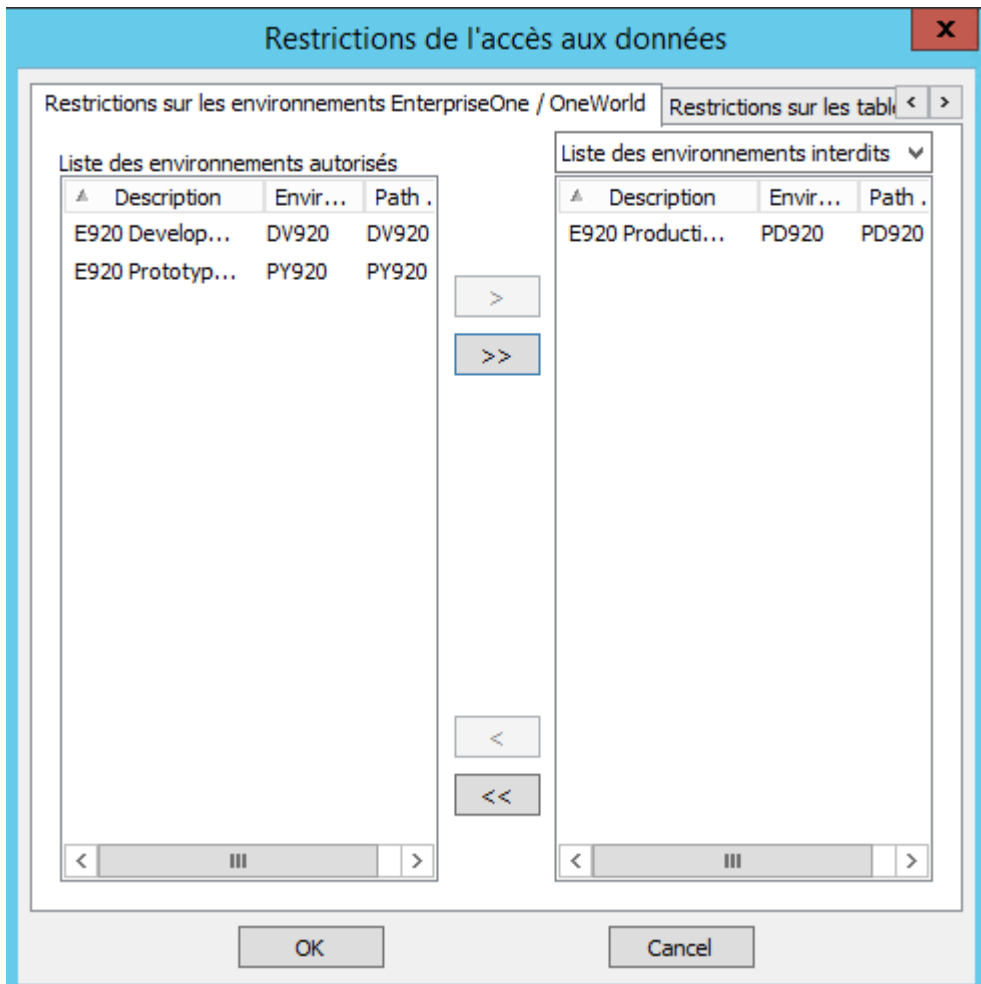 Restrictions de l'accès aux données
x
Restrictions sur les environnements EnterpriseOne / OneWorld
Restrictions sur les tabl
< >
Liste des environnements autorisés
Description Envir... Path .
E920 Develop... DV920 DV920
E920 Prototyp... PY920 PY920
>
>>
<
<<
Liste des environnements interdits
Description Envir... Path .
E920 Producti... PD920 PD920
OK
Cancel